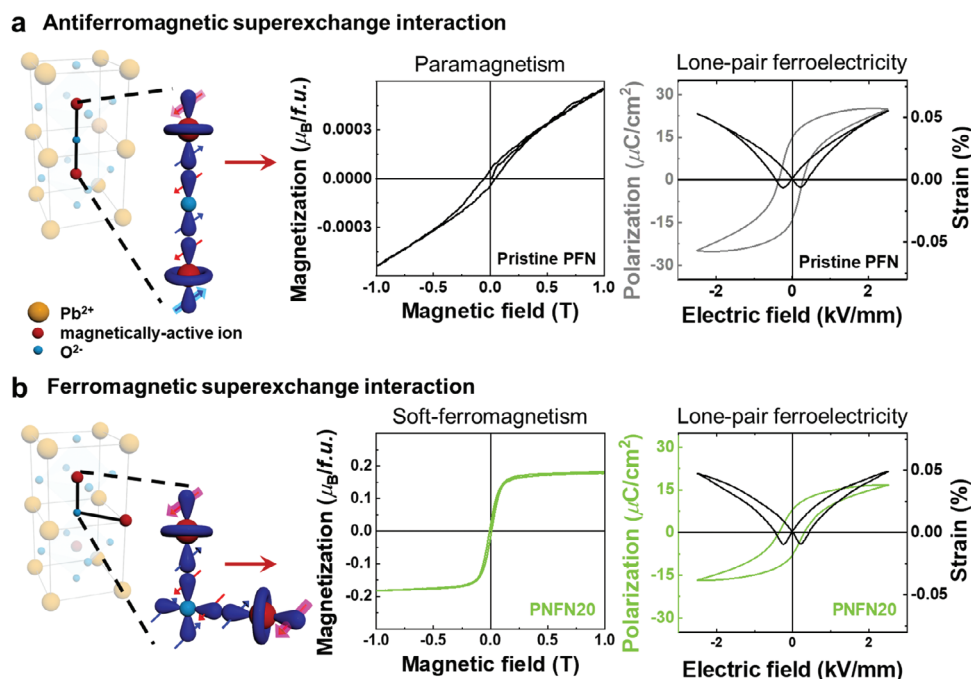 a Antiferromagnetic superexchange interaction
Pb2+
magnetically-active ion
O2-
Paramagnetism
Magnetization (μB/f.u.)
0.0003
0.0000
-0.0003
Pristine PFN
-1.0 -0.5 0.0 0.5 1.0
Magnetic field (T)
Lone-pair ferroelectricity
Polarization (μC/cm2)
30
15
0
-15
-30
0.05
0.00
-0.05
Strain (%)
Pristine PFN
-2 0 2
Electric field (kV/mm)
b Ferromagnetic superexchange interaction
Soft-ferromagnetism
Magnetization (μB/f.u.)
0.2
0.1
0.0
-0.1
-0.2
PNFN20
-1.0 -0.5 0.0 0.5 1.0
Magnetic field (T)
Lone-pair ferroelectricity
Polarization (μC/cm2)
30
15
0
-15
-30
0.05
0.00
-0.05
Strain (%)
PNFN20
-2 0 2
Electric field (kV/mm)